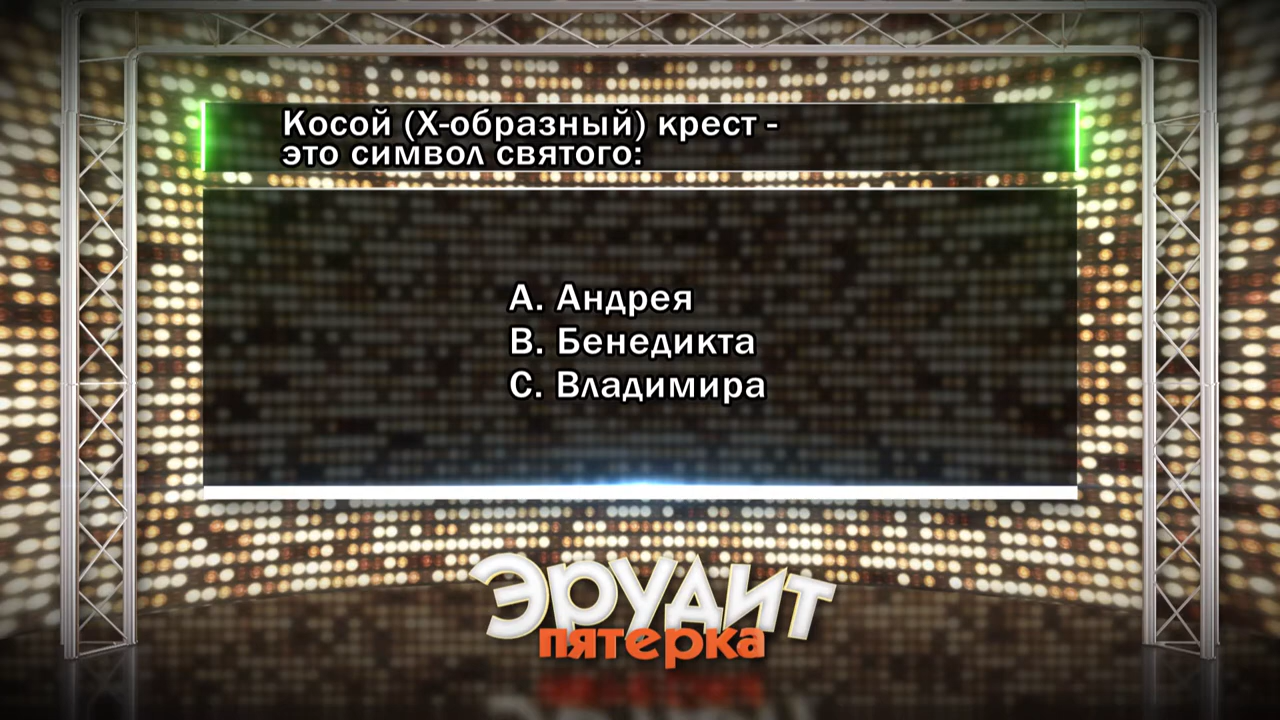 Косой (Х-образный) крест -
это символ святого:
А. Андрея
В. Бенедикта
С. Владимира
Эрудит
пятерка